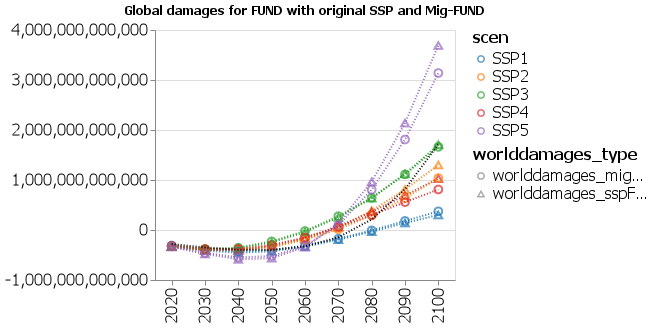 Global damages for FUND with original SSP and Mig-FUND
4,000,000,000,000
3,000,000,000,000
2,000,000,000,000
1,000,000,000,000
0
-1,000,000,000,000
2020
2030
2040
2050
2060
2070
2080
2090
2100
scen
SSP1
SSP2
SSP3
SSP4
SSP5
worlddamages_type
worlddamages_mig...
worlddamages_sspF...